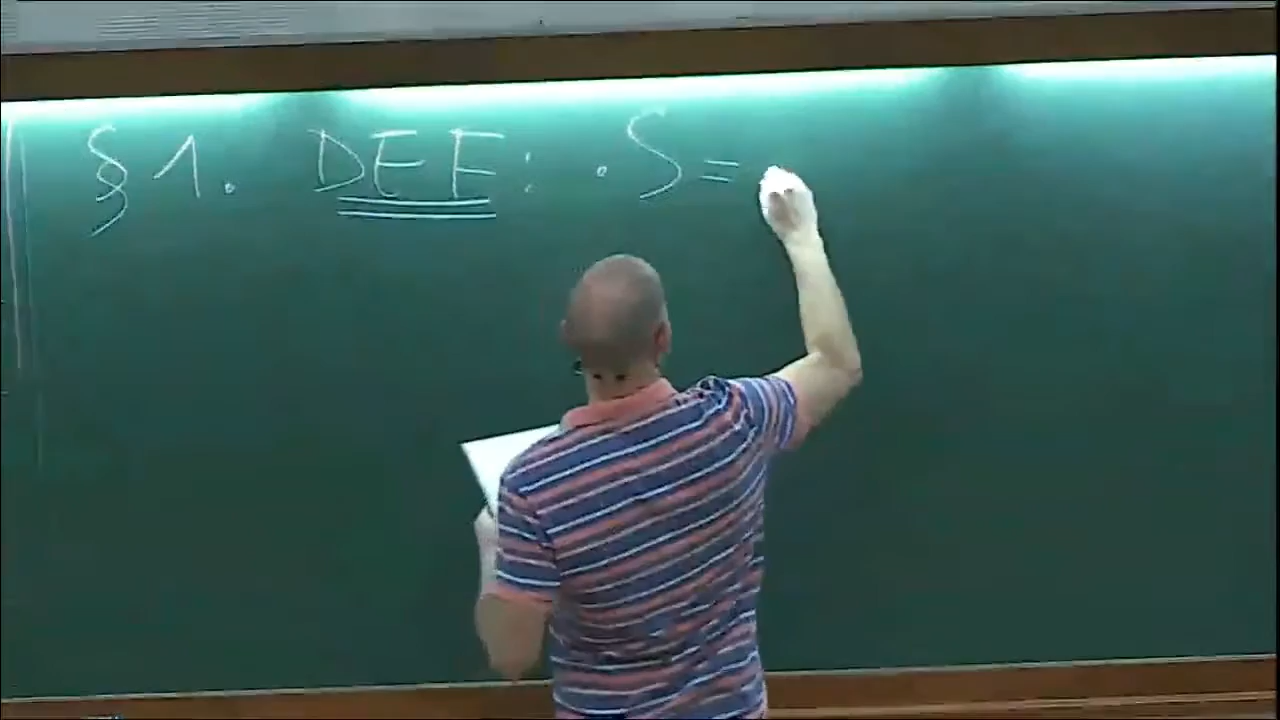 § 1. DEF: • S =